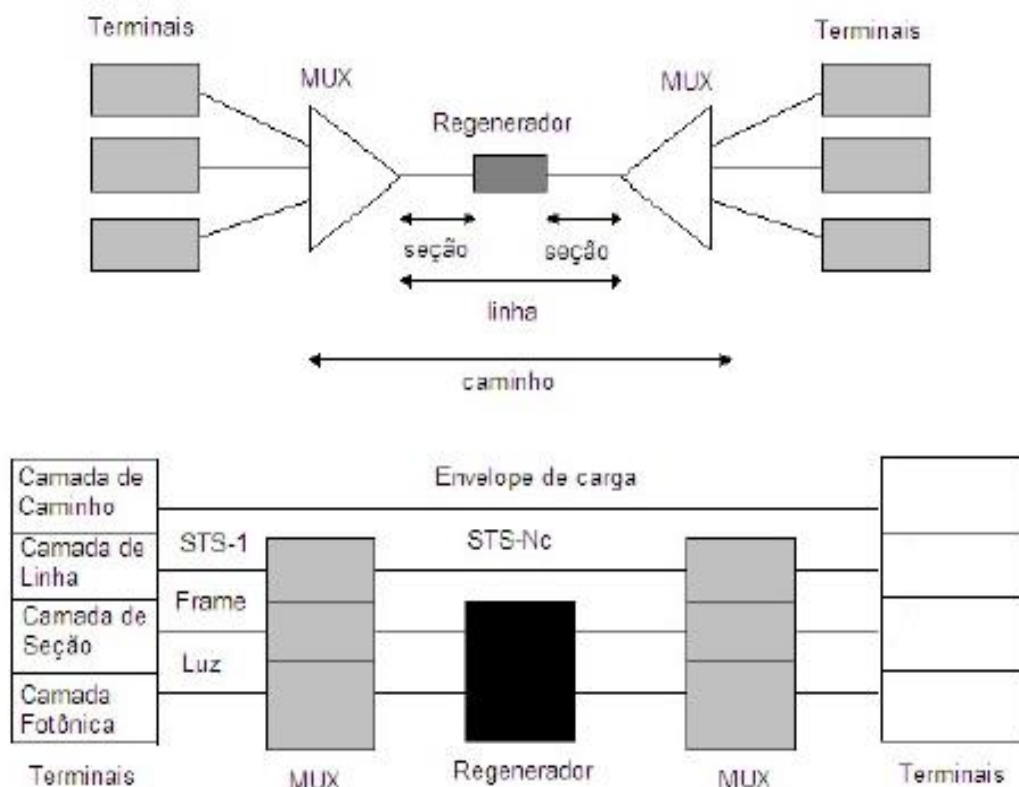 Terminais
Terminais
MUX
MUX
Regenerador
seção
seção
linha
caminho
Camada de
Caminho
Envelope de carga
Camada de
Linha
STS-1
STS-Nc
Frame
Camada de
Seção
Luz
Camada
Fotônica
Terminais
MUX
Regenerador
MUX
Terminais